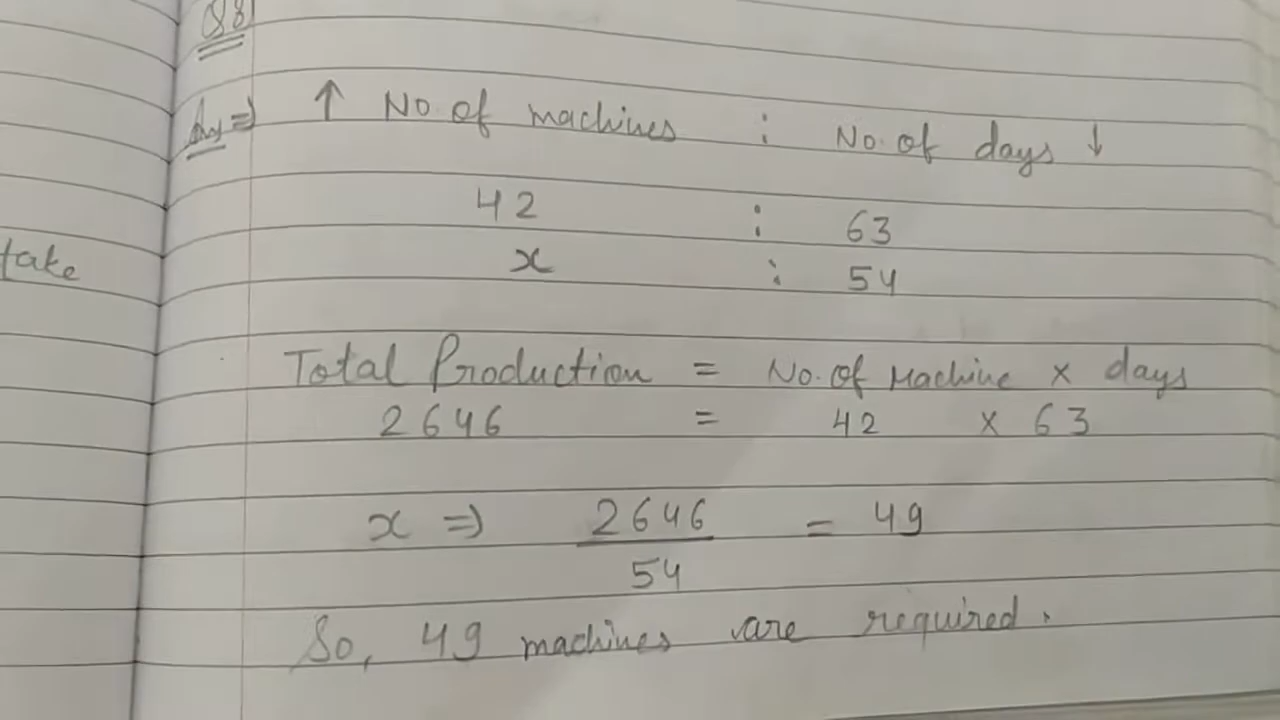 Q8
Ans ⇒ ↑ No. of machines : No. of days ↓
42 : 63
take
x : 54
Total Production = No. of Machine × days
2646 = 42 × 63
x ⇒ 2646/54 = 49
So, 49 machines are required.